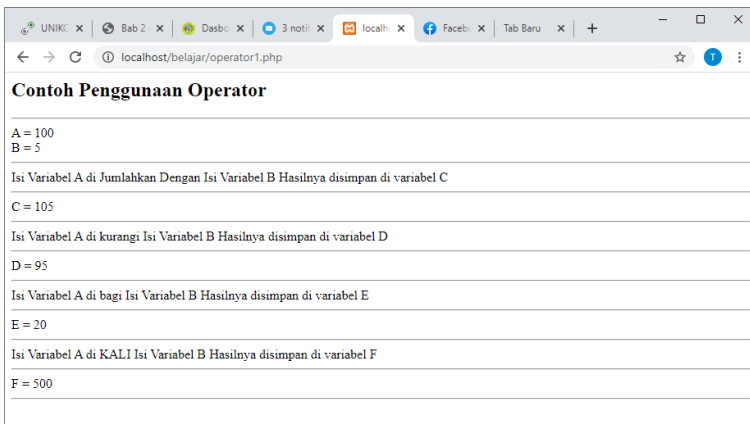 UNIKO
Bab 2
Dasbo
3 notif
localho
Facebo
Tab Baru
localhost/belajar/operator1.php
T
Contoh Penggunaan Operator
A = 100
B = 5
Isi Variabel A di Jumlahkan Dengan Isi Variabel B Hasilnya disimpan di variabel C
C = 105
Isi Variabel A di kurangi Isi Variabel B Hasilnya disimpan di variabel D
D = 95
Isi Variabel A di bagi Isi Variabel B Hasilnya disimpan di variabel E
E = 20
Isi Variabel A di KALI Isi Variabel B Hasilnya disimpan di variabel F
F = 500